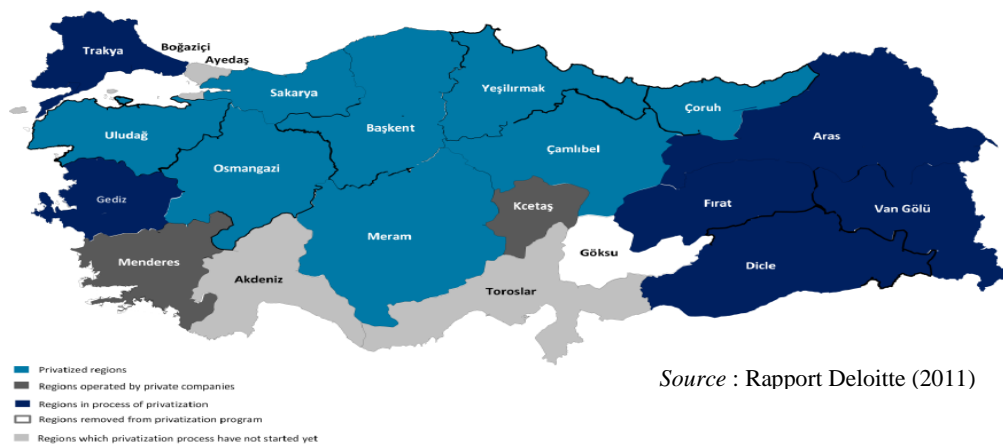 Boğaziçi
Trakya
Ayedaş
Sakarya
Yeşilırmak
Çoruh
Uludağ
Başkent
Aras
Çamlıbel
Osmangazi
Gediz
Kcetaş
Fırat
Van Gölü
Meram
Göksu
Menderes
Akdeniz
Dicle
Toroslar
Privatized regions
Regions operated by private companies
Regions in process of privatization
Regions removed from privatization program
Regions which privatization process have not started yet
Source : Rapport Deloitte (2011)